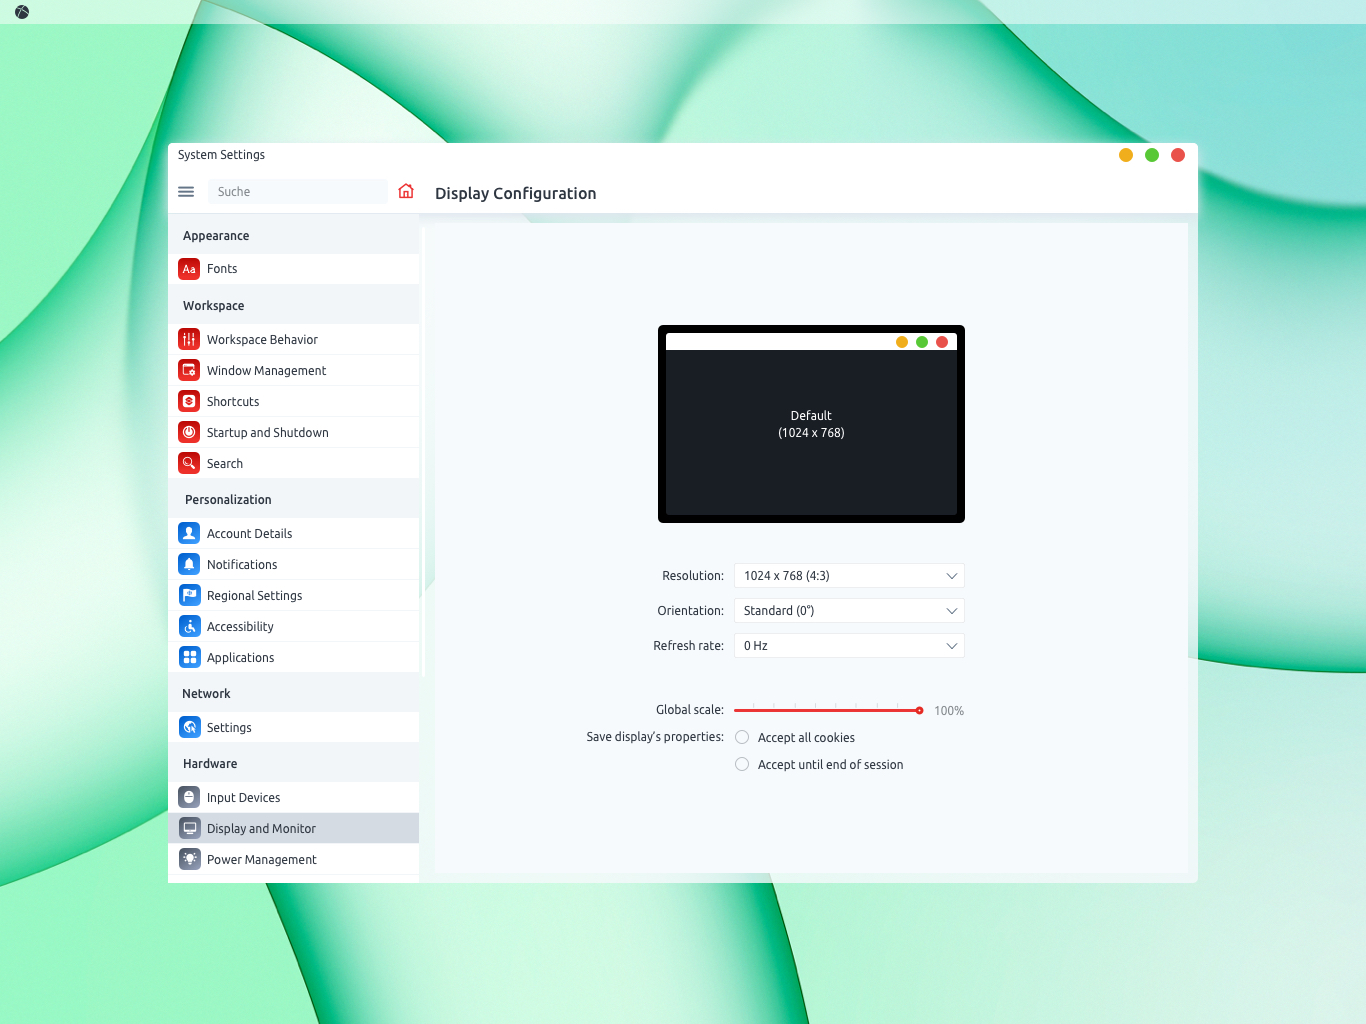 System Settings
Suche
Display Configuration
Appearance
Aa Fonts
Workspace
Workspace Behavior
Window Management
Shortcuts
Startup and Shutdown
Search
Personalization
Account Details
Notifications
Regional Settings
Accessibility
Applications
Network
Settings
Hardware
Input Devices
Display and Monitor
Power Management
Default
(1024 x 768)
Resolution: 1024 x 768 (4:3)
Orientation: Standard (0°)
Refresh rate: 0 Hz
Global scale: 100%
Save display's properties: Accept all cookies
Accept until end of session